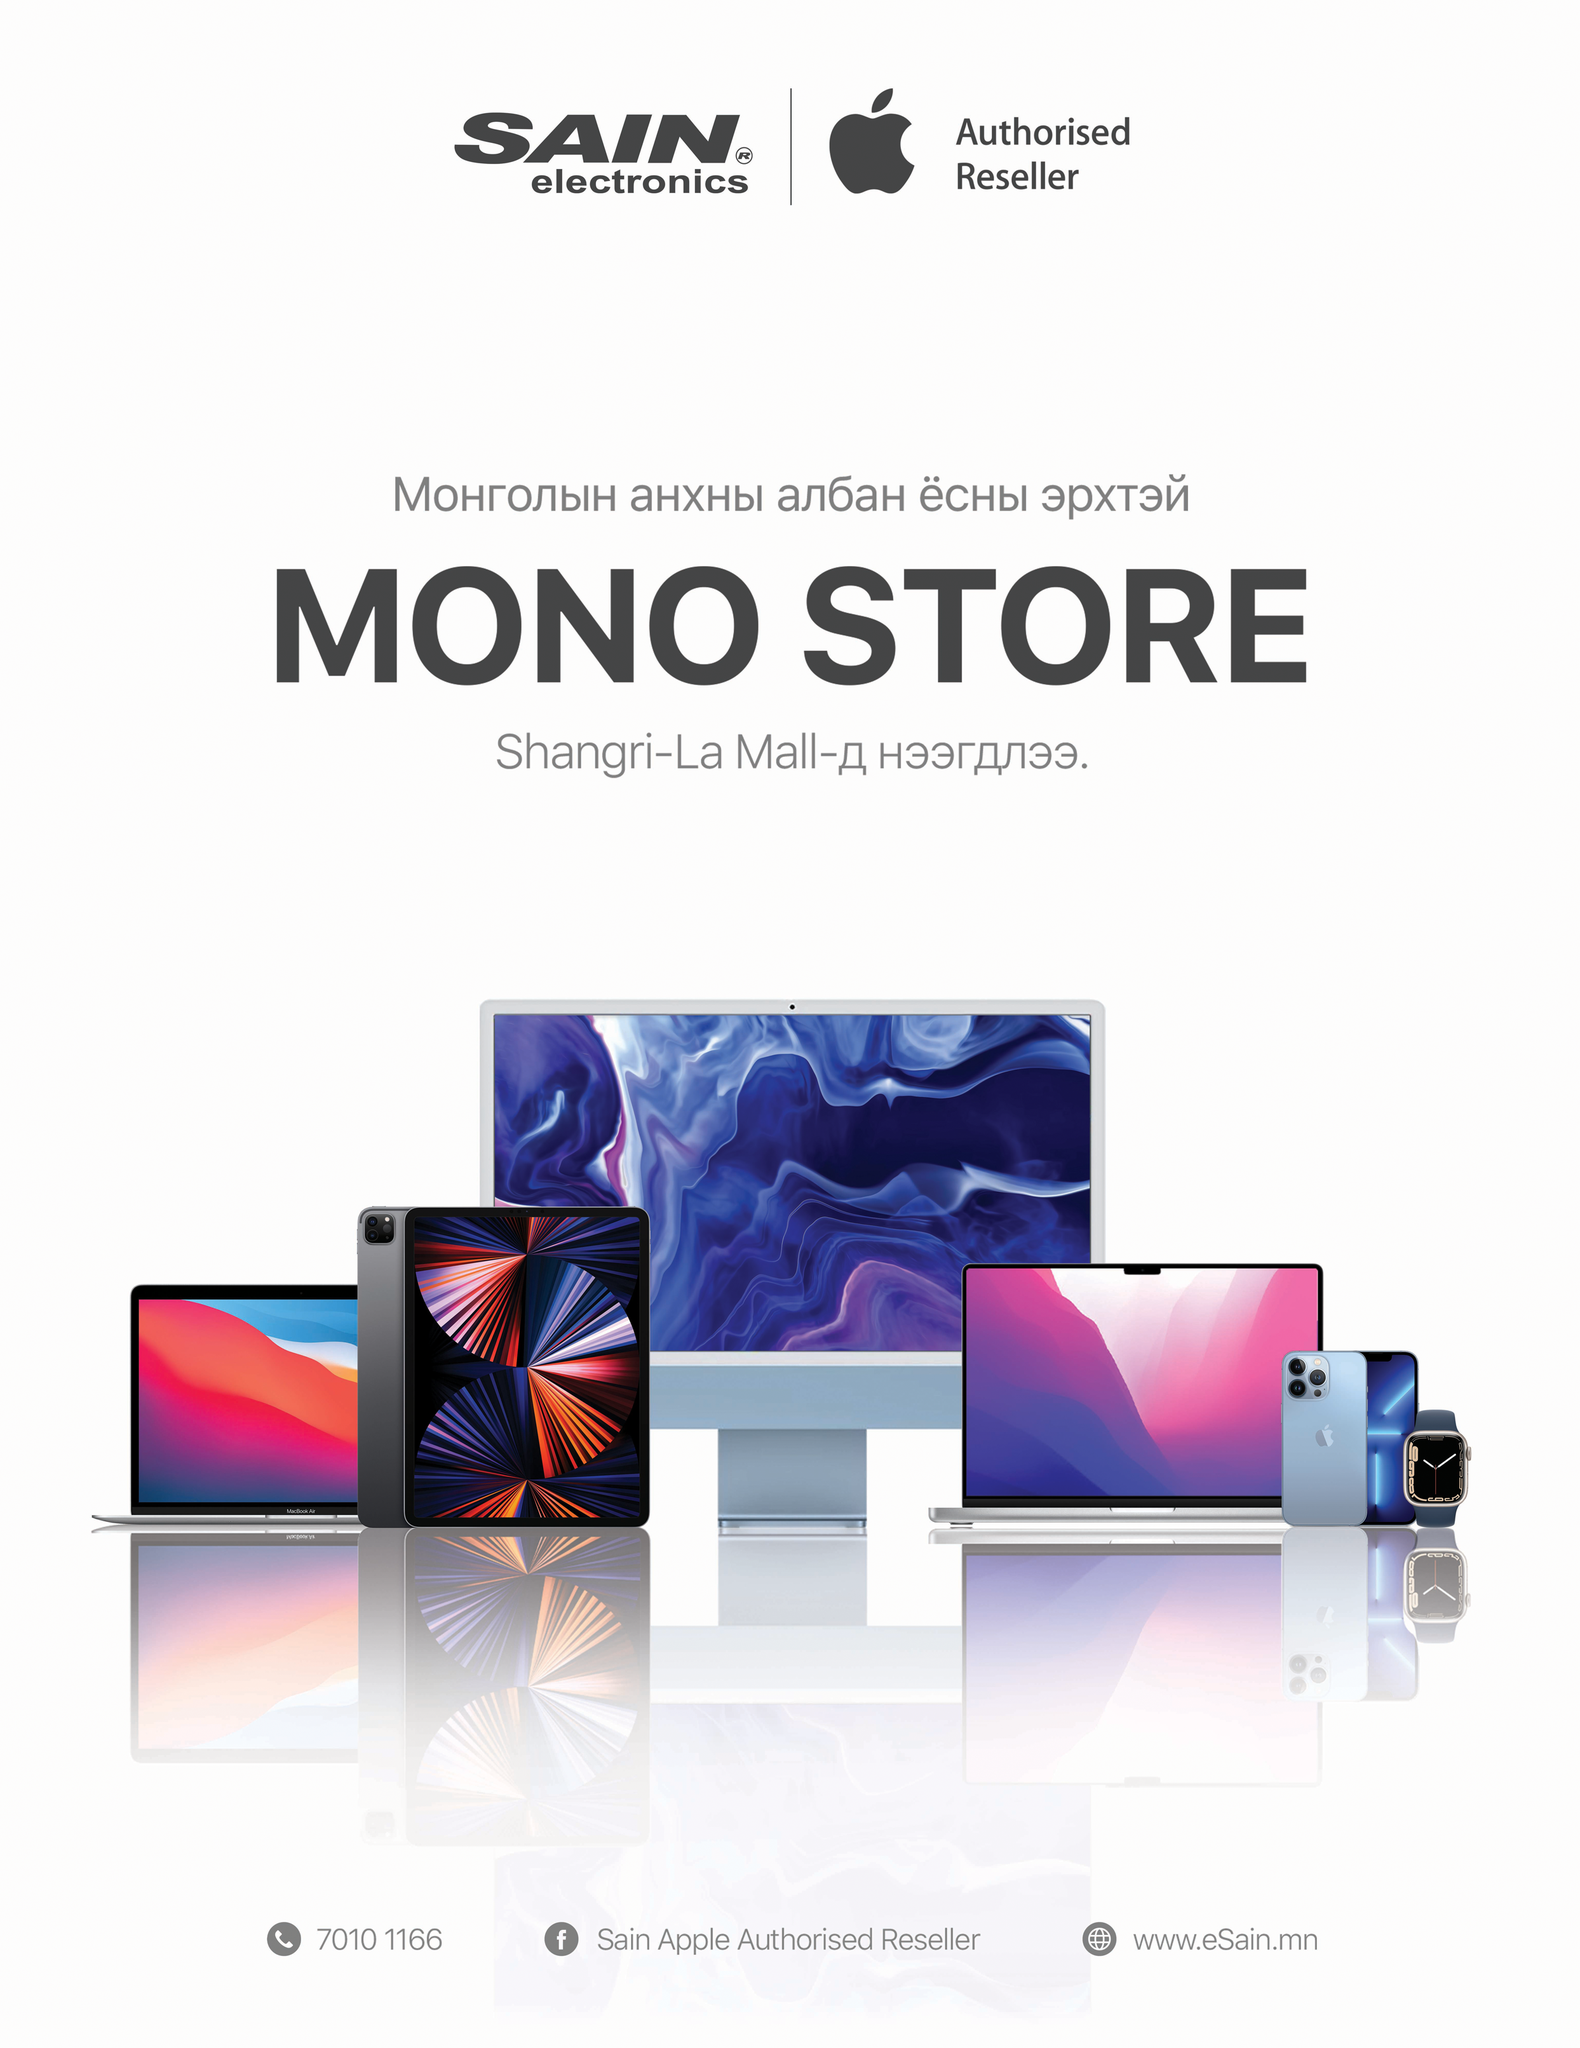 SAIN®
electronics
Authorised
Reseller
Монголын анхны албан ёсны эрхтэй
MONO STORE
Shangri-La Mall-д нээгдлээ.
MacBook Air
7010 1166
Sain Apple Authorised Reseller
www.eSain.mn